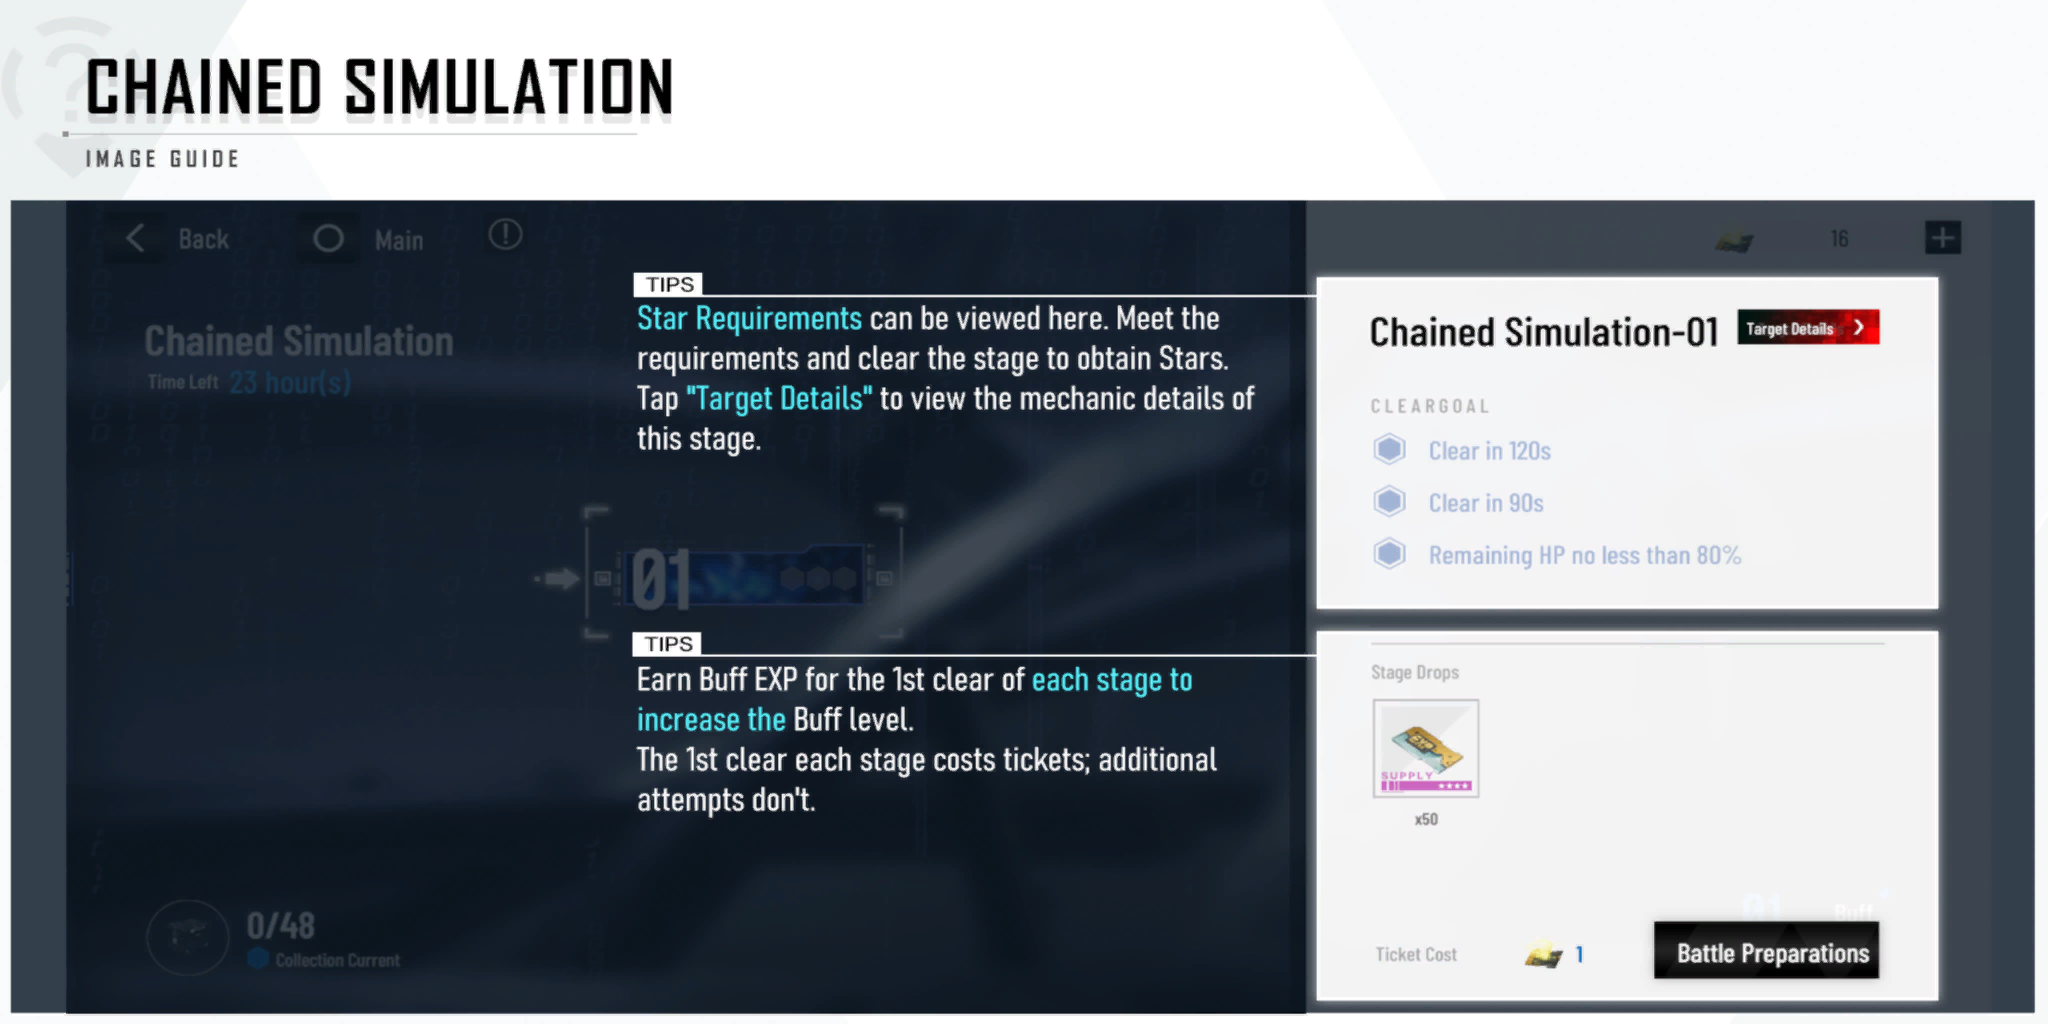 CHAINED SIMULATION
IMAGE GUIDE
Back
Main
16
TIPS
Star Requirements can be viewed here. Meet the
requirements and clear the stage to obtain Stars.
Tap "Target Details" to view the mechanic details of
this stage.
Chained Simulation
Time Left 23 hour(s)
Chained Simulation-01
Target Details
CLEARGOAL
Clear in 120s
Clear in 90s
Remaining HP no less than 80%
01
TIPS
Earn Buff EXP for the 1st clear of each stage to
increase the Buff level.
The 1st clear each stage costs tickets; additional
attempts don't.
Stage Drops
EXP
SUPPLY
x50
01 Buff
0/48
Collection Current
Ticket Cost
1
Battle Preparations